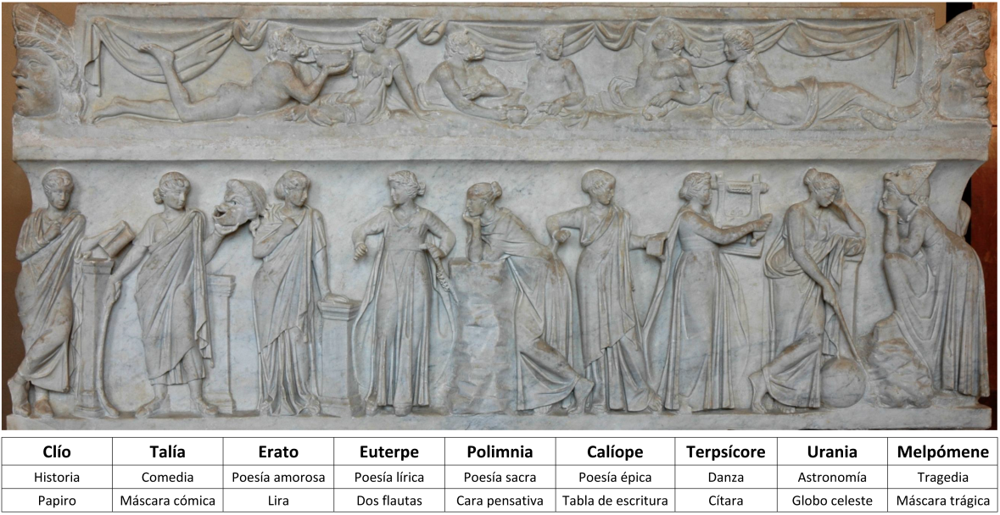 Clío Talía Erato Euterpe Polimnia Calíope Terpsícore Urania Melpómene
Historia Comedia Poesía amorosa Poesía lírica Poesía sacra Poesía épica Danza Astronomía Tragedia
Papiro Máscara cómica Lira Dos flautas Cara pensativa Tabla de escritura Cítara Globo celeste Máscara trágica